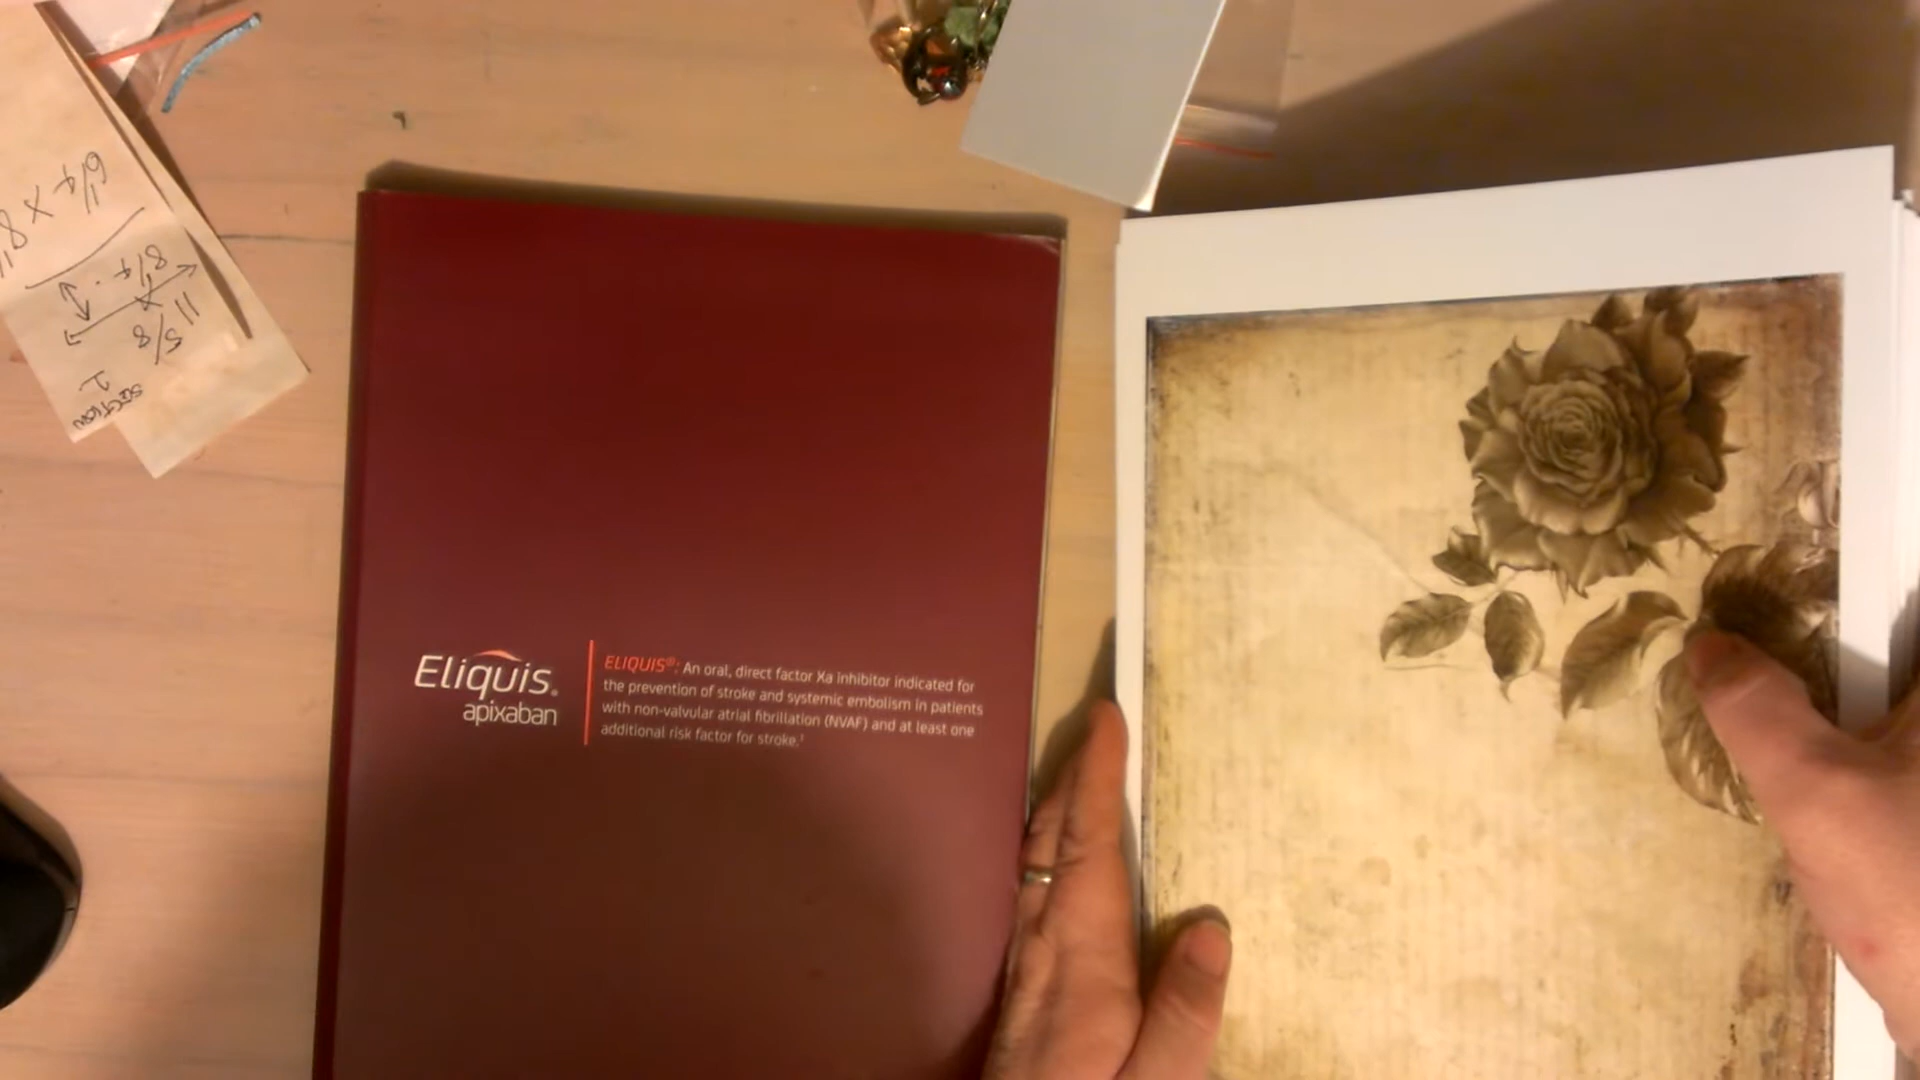 6 1/4 x 8"
8 1/4 x 11 5/8
SECTION
2
Eliquis®
apixaban
ELIQUIS®: An oral, direct factor Xa inhibitor indicated for
the prevention of stroke and systemic embolism in patients
with non-valvular atrial fibrillation (NVAF) and at least one
additional risk factor for stroke.¹